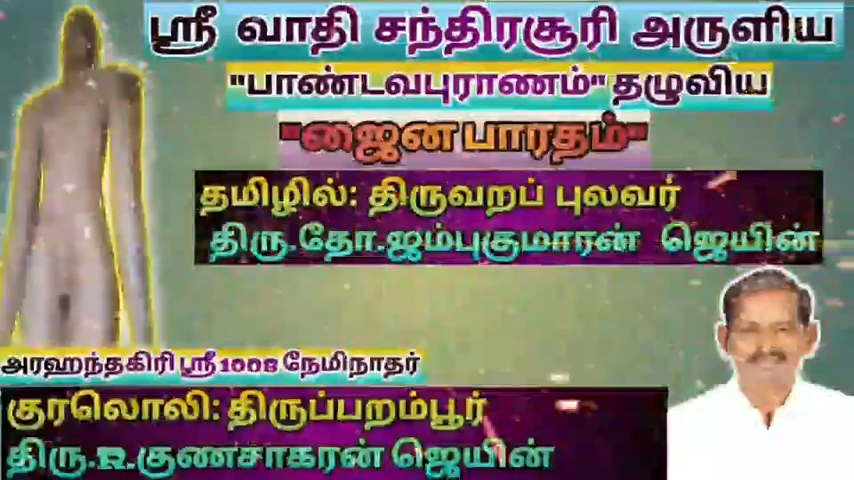 ஸ்ரீ வாதி சந்திரசூரி அருளிய
"பாண்டவபுராணம்" தழுவிய
"ஜைன பாரதம்"
தமிழில்: திருவறப் புலவர்
திரு.தோ.ஜம்புகுமாரன் ஜெயின்
அரஹந்தகிரி ஸ்ரீ 1008 நேமிநாதர்
குரலொலி: திருப்பறம்பூர்
திரு.R.குணசாகரன் ஜெயின்